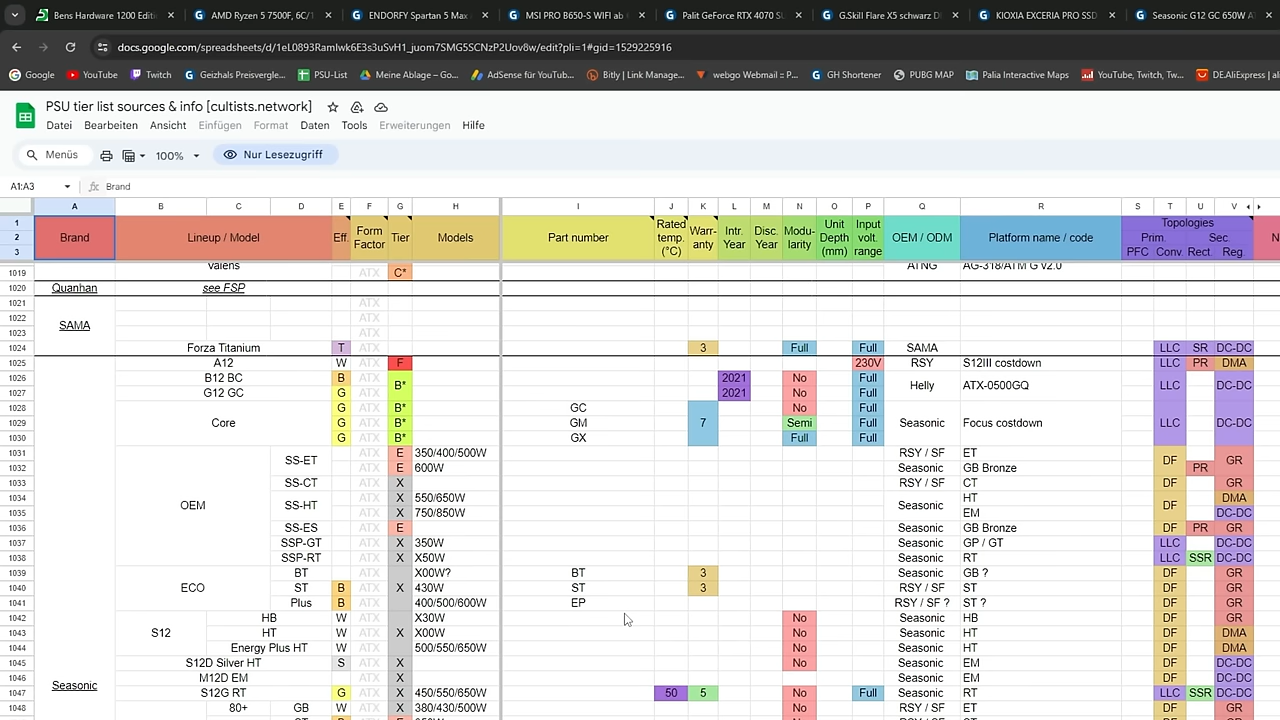 Bens Hardware 1200 Editi
AMD Ryzen 5 7500F, 6C/1
ENDORFY Spartan 5 Max
MSI PRO B650-S WIFI ab
Palit GeForce RTX 4070 SU
G.Skill Flare X5 schwarz D
KIOXIA EXCERIA PRO SSD
Seasonic G12 GC 650W A
docs.google.com/spreadsheets/d/1eL0893Ramlwk6E3s3uSvH1_juom7SMG5SCNzP2Uov8w/edit?pli=1#gid=1529225916
Google YouTube Twitch Geizhals Preisvergle... PSU-List Meine Ablage – Go... AdSense für YouTub... Bitly | Link Manage... webgo Webmail =: P... GH Shortener PUBG MAP Palia Interactive Maps YouTube, Twitch, Tw... DE.AliExpress | ali
PSU tier list sources & info [cultists.network]
Datei Bearbeiten Ansicht Einfügen Format Daten Tools Erweiterungen Hilfe
Menüs 100% Nur Lesezugriff
A1:A3 fx Brand
A B C D E F G H I J K L M N O P Q R S T U V
1 2 3
Brand Lineup / Model Eff. Form Factor Tier Models Part number Rated temp. (°C) Warr-anty Intr. Year Disc. Year Modu-larity Unit Depth (mm) Input volt. range OEM / ODM Platform name / code Topologies Prim. Sec. PFC Conv. Rect. Reg. N
1019 Valens ATX C* ATNG AG-318/ATM G v2.0
1020 Quanhan see FSP ATX
1021 ATX
1022 ATX
SAMA
1023 ATX
1024 Forza Titanium T ATX 3 Full Full SAMA LLC SR DC-DC
1025 A12 W ATX F 230V RSY S12III costdown LLC PR DMA
1026 B12 BC B ATX B* 2021 No Full Helly ATX-0500GQ LLC DC-DC
1027 G12 GC G ATX 2021 No Full
1028 G ATX B* GC No Full
1029 Core G ATX B* GM 7 Semi Full Seasonic Focus costdown LLC DC-DC
1030 G ATX B* GX Full Full
1031 SS-ET ATX E 350/400/500W RSY / SF ET DF GR
1032 ATX E 600W Seasonic GB Bronze PR
1033 SS-CT ATX X RSY / SF CT DF GR
1034 OEM SS-HT ATX X 550/650W Seasonic HT DF DMA
1035 ATX X 750/850W EM DC-DC
1036 SS-ES ATX E Seasonic GB Bronze DF PR GR
1037 SSP-GT ATX X 350W Seasonic GP / GT LLC DC-DC
1038 SSP-RT ATX X X50W Seasonic RT LLC SSR DC-DC
1039 BT ATX X00W? BT 3 Seasonic GB ? DF GR
1040 ECO ST B ATX X 430W ST 3 RSY / SF ST DF GR
1041 Plus B ATX 400/500/600W EP RSY / SF ? ST ? DF GR
1042 HB W ATX X30W No Seasonic HB DF GR
1043 S12 HT W ATX X X00W No Seasonic HT DF DMA
1044 Energy Plus HT W ATX 500/550/650W No Seasonic HT DF DMA
1045 S12D Silver HT S ATX X No Seasonic EM DF DC-DC
1046 M12D EM ATX X Seasonic EM DF DC-DC
Seasonic
1047 S12G RT G ATX X 450/550/650W 50 5 No Full Seasonic RT LLC SSR DC-DC
1048 80+ GB W ATX X 380/430/500W No RSY / SF GB DF GR